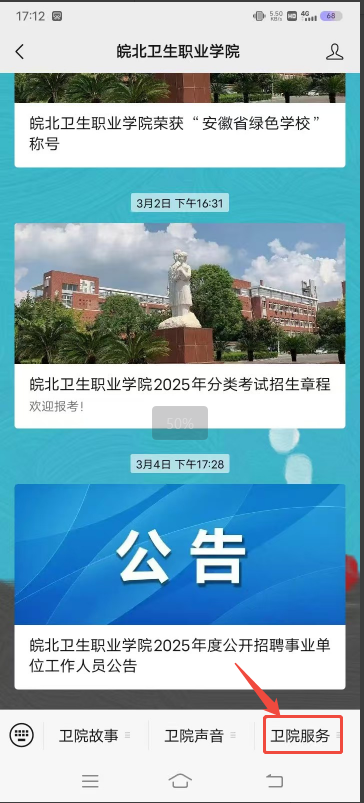 17:12
5.50 KB/s HD 4G 68
皖北卫生职业学院
皖北卫生职业学院荣获“安徽省绿色学校”
称号
3月2日 下午16:31
皖北卫生职业学院2025年分类考试招生章程
欢迎报考！
50%
3月4日 下午17:28
公告
皖北卫生职业学院2025年度公开招聘事业单
位工作人员公告
卫院故事
卫院声音
卫院服务